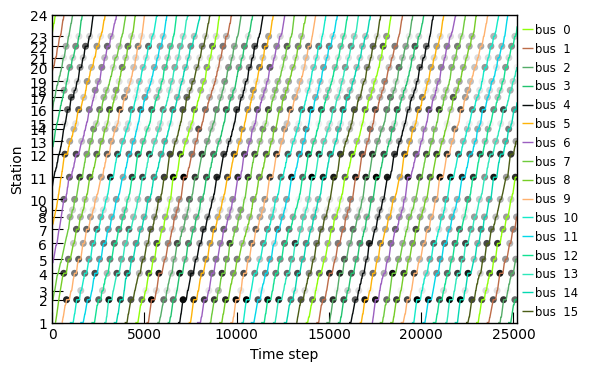 24
23
22
21
20
19
18
17
16
15
14
13
12
11
10
9
8
7
6
5
4
3
2
1
Station
0 5000 10000 15000 20000 25000
Time step
bus 0
bus 1
bus 2
bus 3
bus 4
bus 5
bus 6
bus 7
bus 8
bus 9
bus 10
bus 11
bus 12
bus 13
bus 14
bus 15